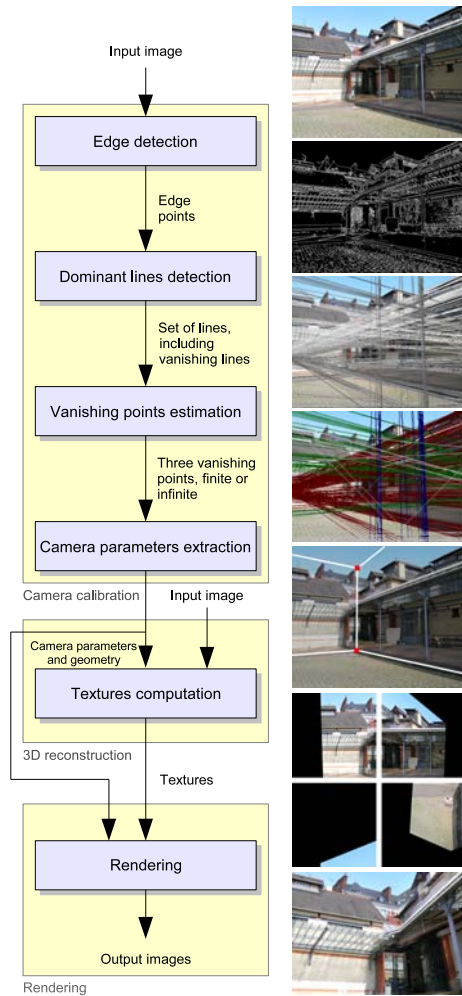 Input image
Edge detection
Edge
points
Dominant lines detection
Set of lines,
including
vanishing lines
Vanishing points estimation
Three vanishing
points, finite or
infinite
Camera parameters extraction
Camera calibration
Input image
Camera parameters
and geometry
Textures computation
3D reconstruction
Textures
Rendering
Output images
Rendering